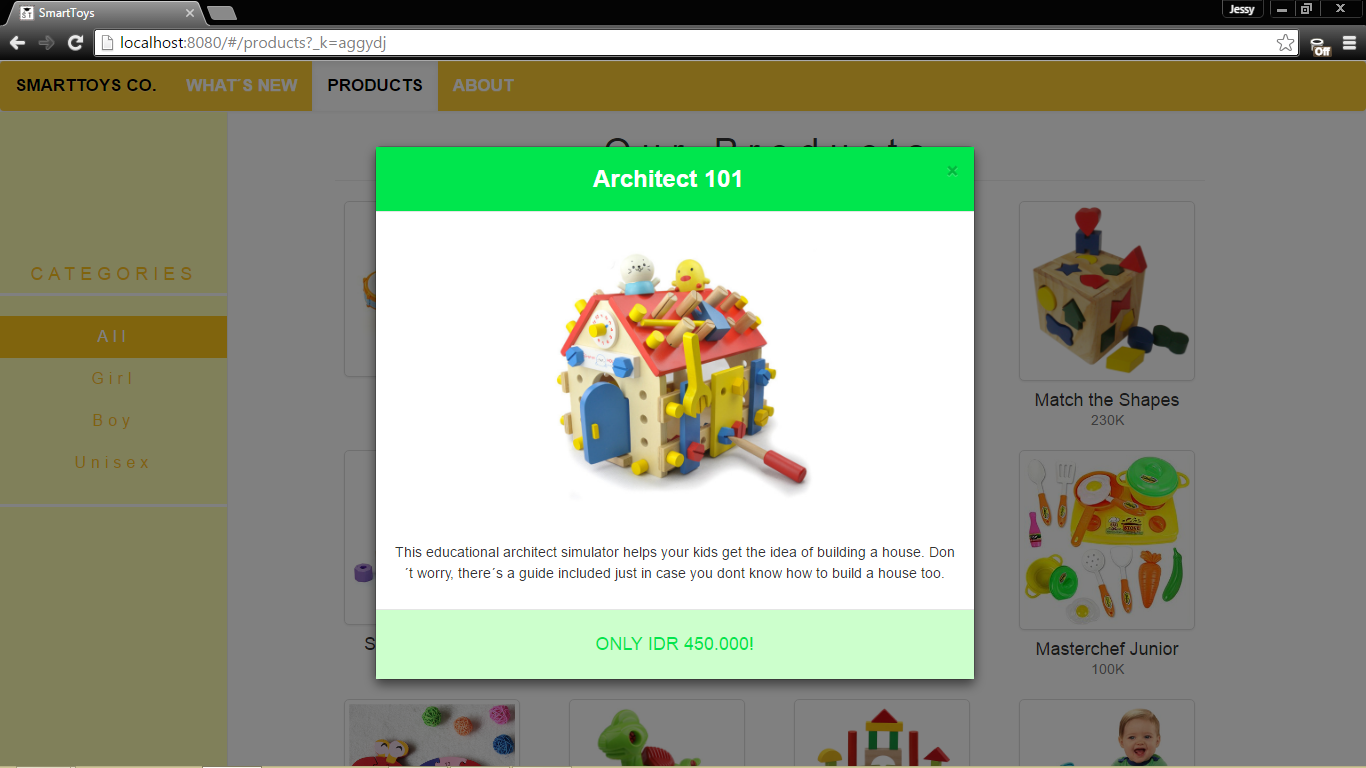 SmartToys
Jessy
localhost:8080/#/products?_k=aggydj
Off
SMARTTOYS CO.
WHAT´S NEW
PRODUCTS
ABOUT
Our Products
Architect 101
×
CATEGORIES
All
Girl
Boy
Unisex
Match the Shapes
230K
This educational architect simulator helps your kids get the idea of building a house. Don
´t worry, there´s a guide included just in case you dont know how to build a house too.
ONLY IDR 450.000!
S
Masterchef Junior
100K